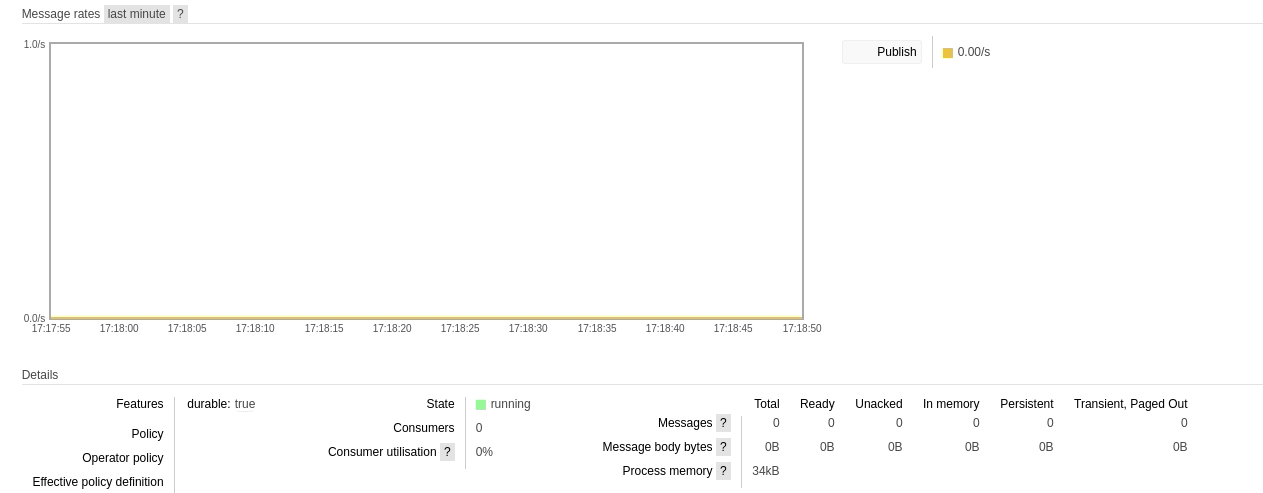 Message rates last minute ?
1.0/s
Publish 0.00/s
0.0/s
17:17:55 17:18:00 17:18:05 17:18:10 17:18:15 17:18:20 17:18:25 17:18:30 17:18:35 17:18:40 17:18:45 17:18:50
Details
Features durable: true
Policy
Operator policy
Effective policy definition
State running
Consumers 0
Consumer utilisation ? 0%
Total Ready Unacked In memory Persistent Transient, Paged Out
Messages ? 0 0 0 0 0 0
Message body bytes ? 0B 0B 0B 0B 0B 0B
Process memory ? 34kB